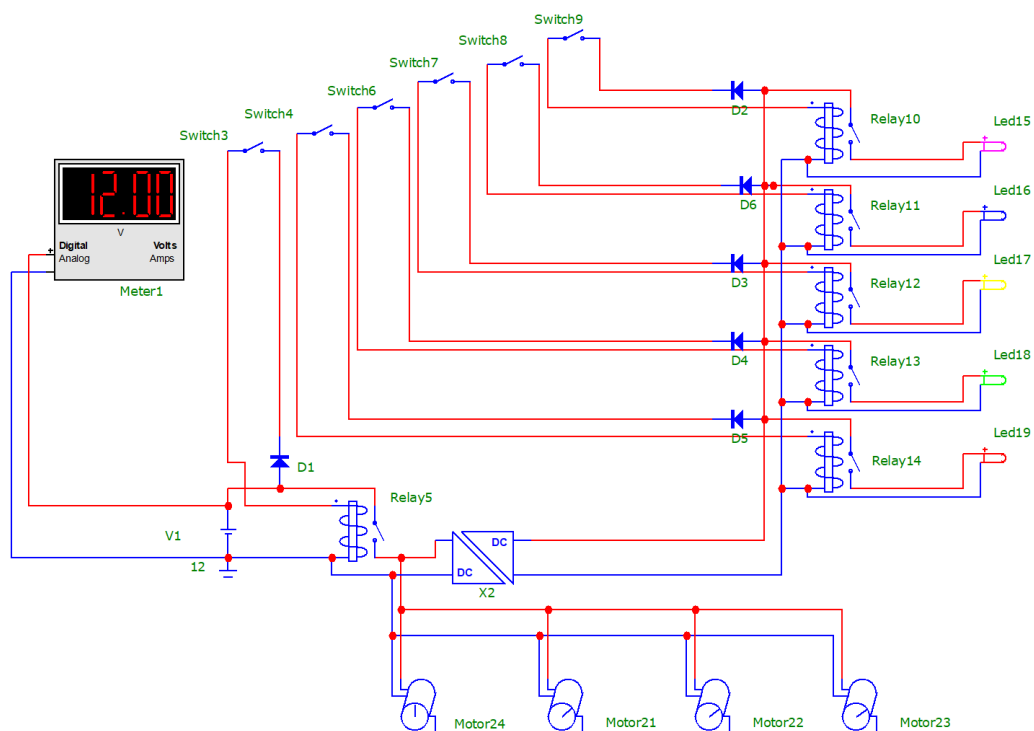 Switch9
Switch8
Switch7
Switch6
Switch4
Switch3
D2
Relay10
Led15
12.00
V
Digital Volts
Analog Amps
Meter1
D6
Relay11
Led16
D3
Relay12
Led17
D4
Relay13
Led18
D5
Relay14
Led19
D1
Relay5
V1
12
DC
DC
X2
Motor24
Motor21
Motor22
Motor23